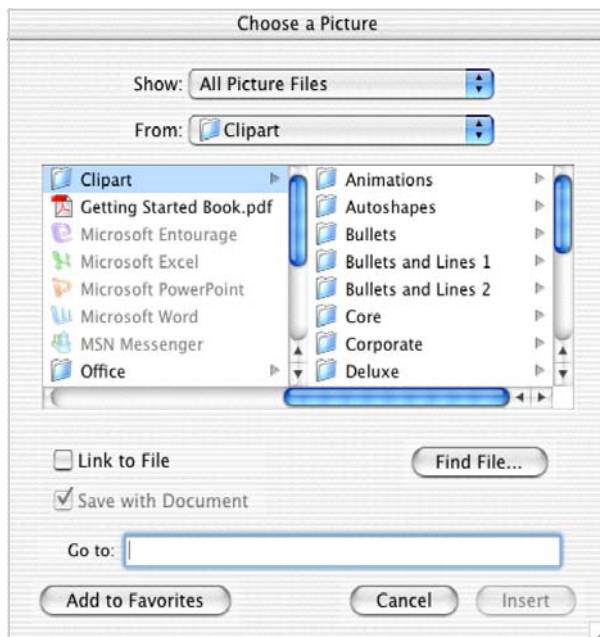 Choose a Picture
Show: All Picture Files
From: Clipart
Clipart
Getting Started Book.pdf
Microsoft Entourage
Microsoft Excel
Microsoft PowerPoint
Microsoft Word
MSN Messenger
Office
Animations
Autoshapes
Bullets
Bullets and Lines 1
Bullets and Lines 2
Core
Corporate
Deluxe
Link to File
Find File...
Save with Document
Go to:
Add to Favorites
Cancel
Insert